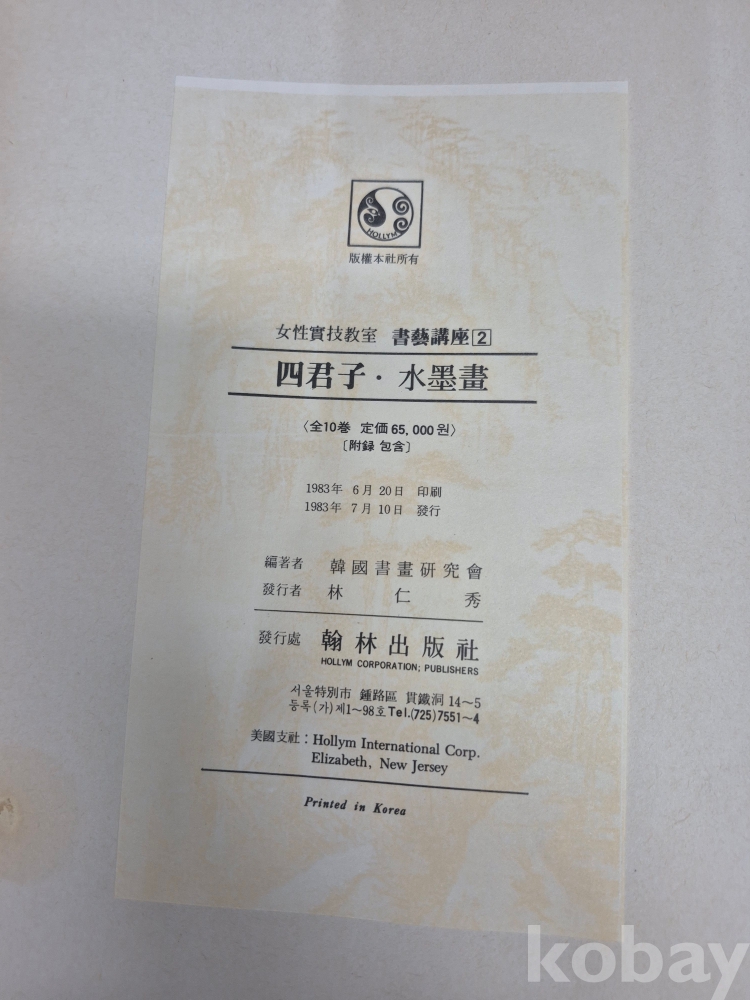 HOLLYM
版權本社所有
女性實技教室 書藝講座[2]
四君子·水墨畫
〈全10巻 定価 65,000원〉
〔附録 包含〕
1983年 6月 20日 印刷
1983年 7月 10日 發行
編著者 韓國書畫研究會
發行者 林仁秀
發行處 翰林出版社
HOLLYM CORPORATION; PUBLISHERS
서울特別市 鍾路區 貫鐵洞 14~5
등록(가)제1~98호 Tel.(725)7551~4
美國支社: Hollym International Corp.
Elizabeth, New Jersey
Printed in Korea
kobay